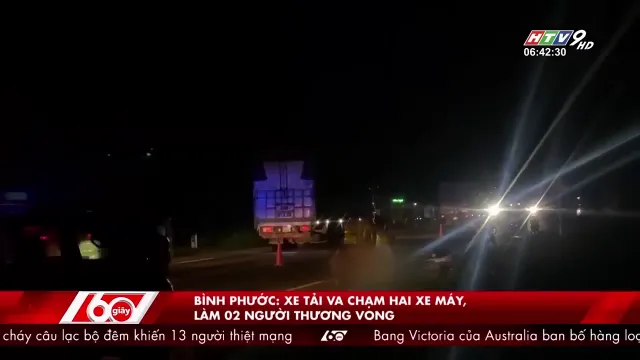 HTV9 HD
06:42:30
60 giây
BÌNH PHƯỚC: XE TẢI VA CHẠM HAI XE MÁY,
LÀM 02 NGƯỜI THƯƠNG VONG
cháy câu lạc bộ đêm khiến 13 người thiệt mạng 60 Bang Victoria của Australia ban bố hàng loạ